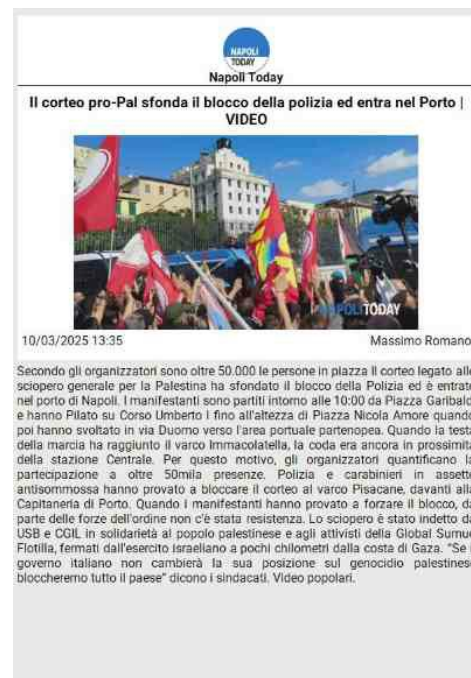 NAPOLI
TODAY
Napoli Today
Il corteo pro-Pal sfonda il blocco della polizia ed entra nel Porto |
VIDEO
NAPOLITODAY
10/03/2025 13:35
Massimo Romano
Secondo gli organizzatori sono oltre 50.000 le persone in piazza Il corteo legato allo
sciopero generale per la Palestina ha sfondato il blocco della Polizia ed è entrato
nel porto di Napoli. I manifestanti sono partiti intorno alle 10:00 da Piazza Garibald
e hanno Pilato su Corso Umberto I fino all'altezza di Piazza Nicola Amore quando
poi hanno svoltato in via Duomo verso l'area portuale partenopea. Quando la testa
della marcia ha raggiunto il varco Immacolatella, la coda era ancora in prossimità
della stazione Centrale. Per questo motivo, gli organizzatori quantificano la
partecipazione a oltre 50mila presenze. Polizia e carabinieri in assetto
antisommossa hanno provato a bloccare il corteo al varco Pisacane, davanti alla
Capitaneria di Porto. Quando i manifestanti hanno provato a forzare il blocco, da
parte delle forze dell'ordine non c'è stata resistenza. Lo sciopero è stato indetto da
USB e CGIL in solidarietà al popolo palestinese e agli attivisti della Global Sumud
Flotilla, fermati dall'esercito israeliano a pochi chilometri dalla costa di Gaza. "Se i
governo italiano non cambierà la sua posizione sul genocidio palestinese
bloccheremo tutto il paese" dicono i sindacati. Video popolari.